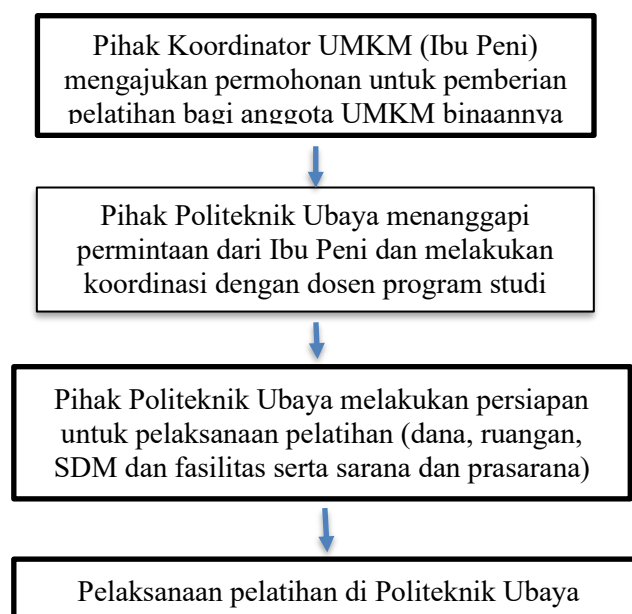 Pihak Koordinator UMKM (Ibu Peni)
mengajukan permohonan untuk pemberian
pelatihan bagi anggota UMKM binaannya
Pihak Politeknik Ubaya menanggapi
permintaan dari Ibu Peni dan melakukan
koordinasi dengan dosen program studi
Pihak Politeknik Ubaya melakukan persiapan
untuk pelaksanaan pelatihan (dana, ruangan,
SDM dan fasilitas serta sarana dan prasarana)
Pelaksanaan pelatihan di Politeknik Ubaya